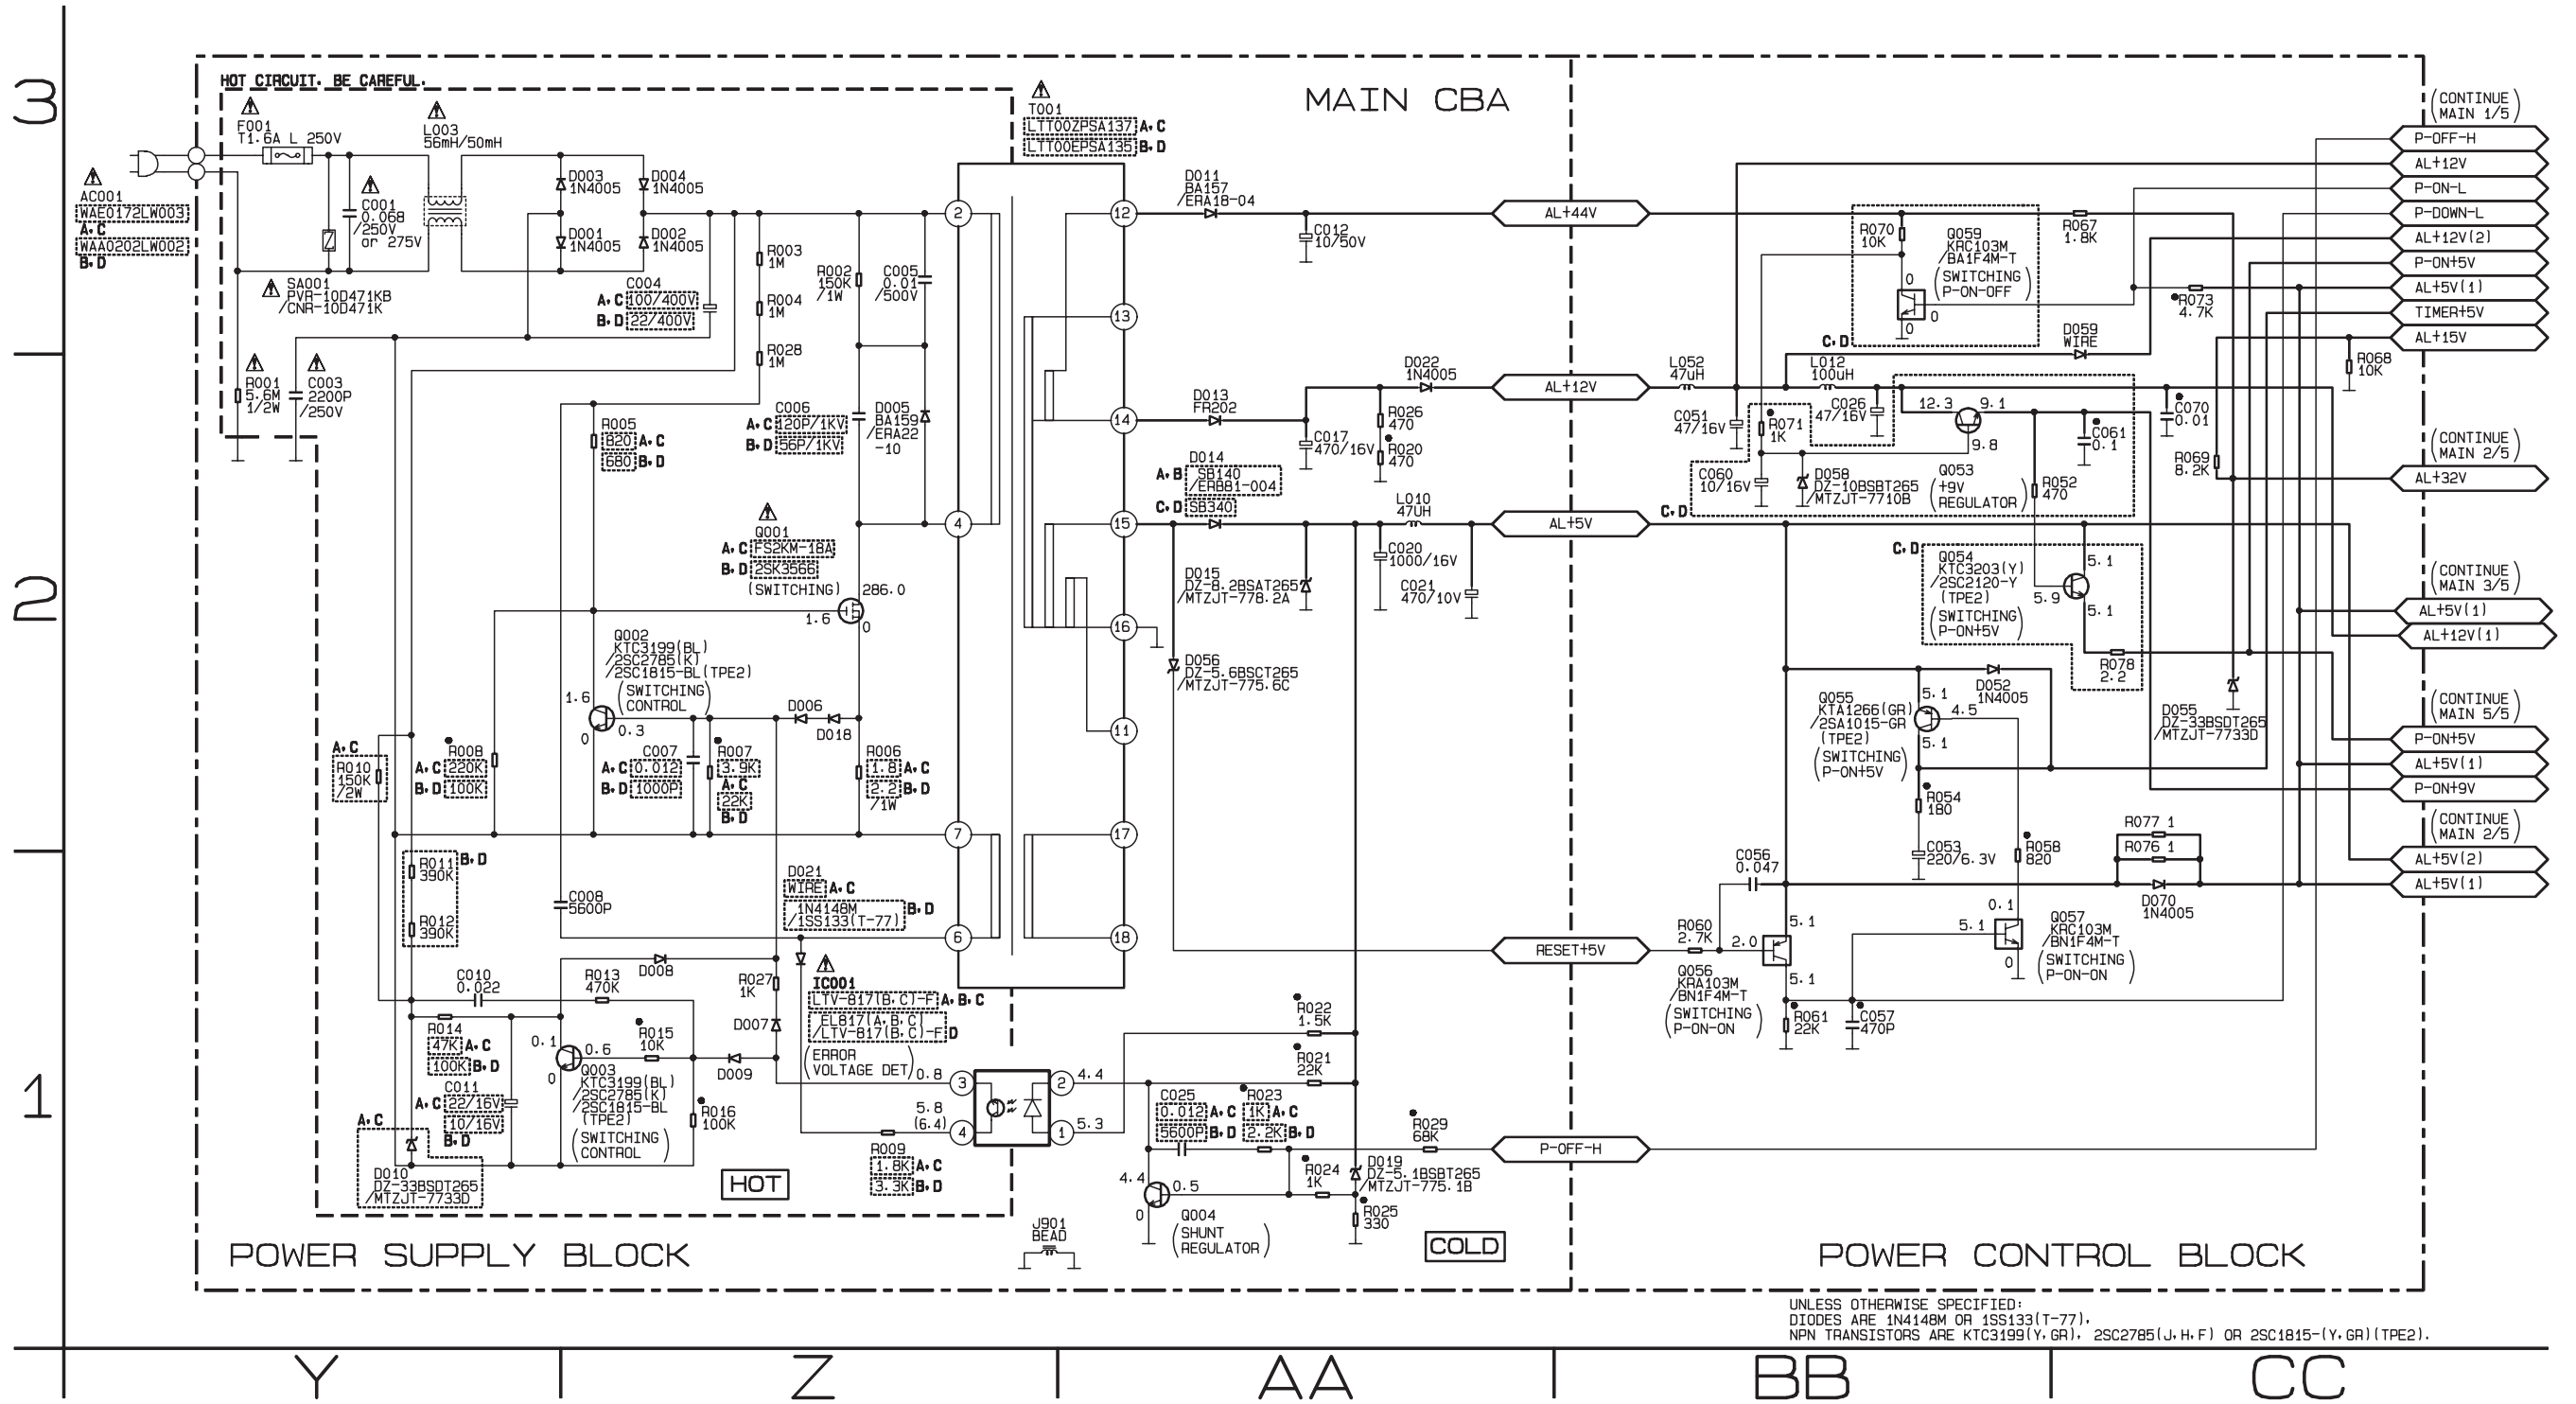 3
2
1
HOT CIRCUIT. BE CAREFUL.
MAIN CBA
F001
T1.6A L 250V
L003
56mH/50mH
AC001
WAE0172LW003
A,C
WAA0202LW002
B,D
C001
0.068
/250V
or 275V
SA001
PVR-10D471KB
/CNR-10D471K
R001
5.6M
1/2W
C003
2200P
/250V
D003
1N4005
D004
1N4005
D001
1N4005
D002
1N4005
C004
A,C 100/400V
B,D 22/400V
R003
1M
R004
1M
R028
1M
R002
150K
/1W
C005
0.01
/500V
C006
A,C 120P/1KV
B,D 56P/1KV
D005
BA159
/ERA22
-10
R005
820 A,C
680 B,D
Q001
A,C FS2KM-18A
B,D 2SK3566
(SWITCHING)
286.0
1.6
0
Q002
KTC3199(BL)
/2SC2785(K)
/2SC1815-BL(TPE2)
(SWITCHING
CONTROL)
1.6
0
0.3
D006
D018
A,C
R010
150K
/2W
R008
A,C 220K
B,D 100K
C007
A,C 0.012
B,D 1000P
R007
3.9K
A,C
22K
B,D
R006
1.8 A,C
2.2 B,D
/1W
R011
390K
B,D
R012
390K
C008
5600P
D021
WIRE A,C
1N4148M
/1SS133(T-77)
B,D
C010
0.022
R013
470K
D008
R027
1K
D007
IC001
LTV-817(B,C)-F A,B,C
EL817(A,B,C)
/LTV-817(B,C)-F D
(ERROR
VOLTAGE DET)
R014
47K A,C
100K B,D
R015
10K
0.1
0.6
0
D009
Q003
KTC3199(BL)
/2SC2785(K)
/2SC1815-BL
(TPE2)
(SWITCHING
CONTROL)
C011
A,C 22/16V
10/16V
B,D
R016
100K
A,C
D010
DZ-33BSDT265
/MTZJT-7733D
R009
1.8K A,C
3.3K B,D
HOT
0.8
5.8
(6.4)
3
4
2
1
4.4
5.3
T001
LTT00ZPSA137 A,C
LTT00EPSA135 B,D
2
4
7
6
12
13
14
15
16
11
17
18
D011
BA157
/ERA18-04
C012
10/50V
AL+44V
D013
FR202
C017
470/16V
D022
1N4005
R026
470
R020
470
AL+12V
D014
A,B SB140
/ERB81-004
C,D SB340
L010
47UH
AL+5V
D015
DZ-8.2BSAT265
/MTZJT-778.2A
C020
1000/16V
C021
470/10V
D056
DZ-5.6BSCT265
/MTZJT-775.6C
RESET+5V
R022
1.5K
R021
22K
C025
0.012 A,C
5600P B,D
R023
1K A,C
2.2K B,D
R029
68K
P-OFF-H
R024
1K
D019
DZ-5.1BSBT265
/MTZJT-775.1B
R025
330
4.4
0.5
0
Q004
(SHUNT
REGULATOR)
J901
BEAD
COLD
POWER SUPPLY BLOCK
R070
10K
Q059
KRC103M
/BA1F4M-T
(SWITCHING
P-ON-OFF)
0
0
0
C,D
R067
1.8K
R073
4.7K
D059
WIRE
L052
47uH
L012
100uH
C051
47/16V
R071
1K
C026
47/16V
12.3
9.1
9.8
C061
0.1
C070
0.01
R068
10K
R069
8.2K
C060
10/16V
D058
DZ-10BSBT265
/MTZJT-7710B
Q053
(+9V
REGULATOR)
R052
470
C,D
C,D
Q054
KTC3203(Y)
/2SC2120-Y
(TPE2)
(SWITCHING
P-ON+5V)
5.1
5.9
5.1
R078
2.2
Q055
KTA1266(GR)
/2SA1015-GR
(TPE2)
(SWITCHING
P-ON+5V)
5.1
4.5
5.1
D052
1N4005
D055
DZ-33BSDT265
/MTZJT-7733D
R054
180
C053
220/6.3V
R058
820
R077 1
R076 1
D070
1N4005
C056
0.047
R060
2.7K
2.0
5.1
5.1
Q056
KRA103M
/BN1F4M-T
(SWITCHING
P-ON-ON)
R061
22K
C057
470P
0.1
5.1
0
Q057
KRC103M
/BN1F4M-T
(SWITCHING
P-ON-ON)
(CONTINUE
MAIN 1/5)
P-OFF-H
AL+12V
P-ON-L
P-DOWN-L
AL+12V(2)
P-ON+5V
AL+5V(1)
TIMER+5V
AL+15V
(CONTINUE
MAIN 2/5)
AL+32V
(CONTINUE
MAIN 3/5)
AL+5V(1)
AL+12V(1)
(CONTINUE
MAIN 5/5)
P-ON+5V
AL+5V(1)
P-ON+9V
(CONTINUE
MAIN 2/5)
AL+5V(2)
AL+5V(1)
POWER CONTROL BLOCK
UNLESS OTHERWISE SPECIFIED:
DIODES ARE 1N4148M OR 1SS133(T-77),
NPN TRANSISTORS ARE KTC3199(Y,GR), 2SC2785(J,H,F) OR 2SC1815-(Y,GR)(TPE2).
Y
Z
AA
BB
CC